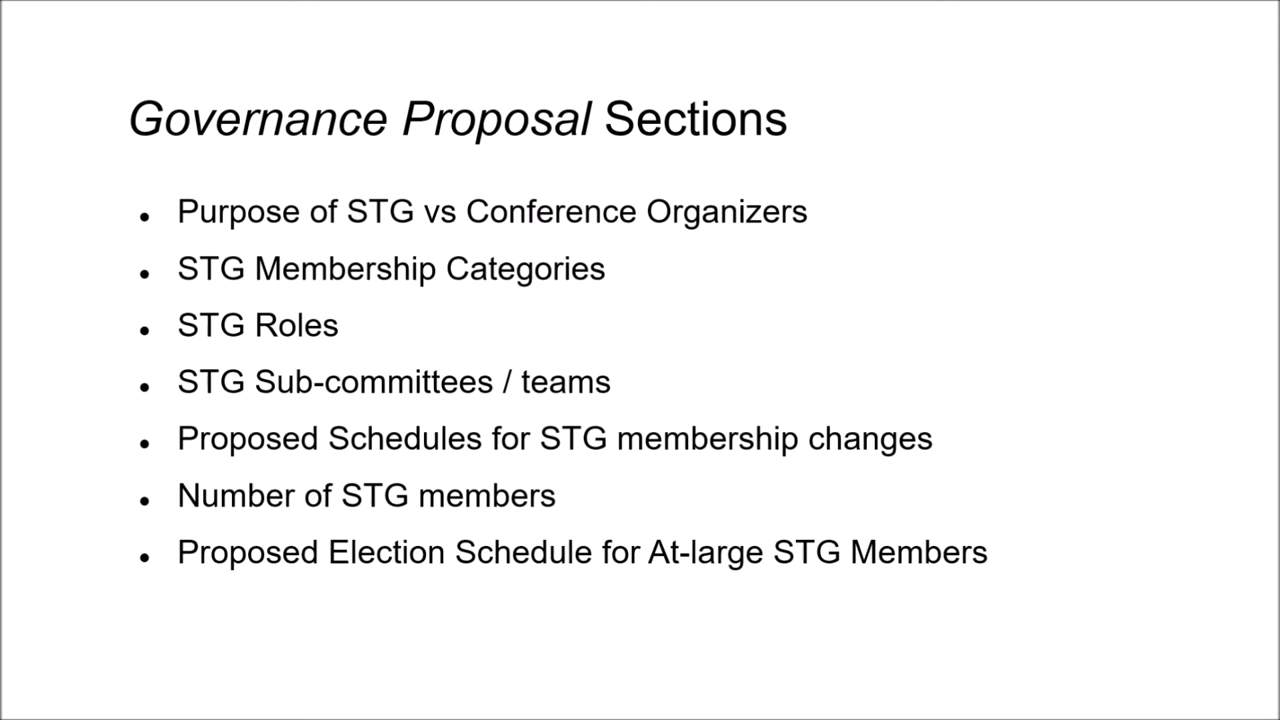 Governance Proposal Sections
● Purpose of STG vs Conference Organizers
● STG Membership Categories
● STG Roles
● STG Sub-committees / teams
● Proposed Schedules for STG membership changes
● Number of STG members
● Proposed Election Schedule for At-large STG Members